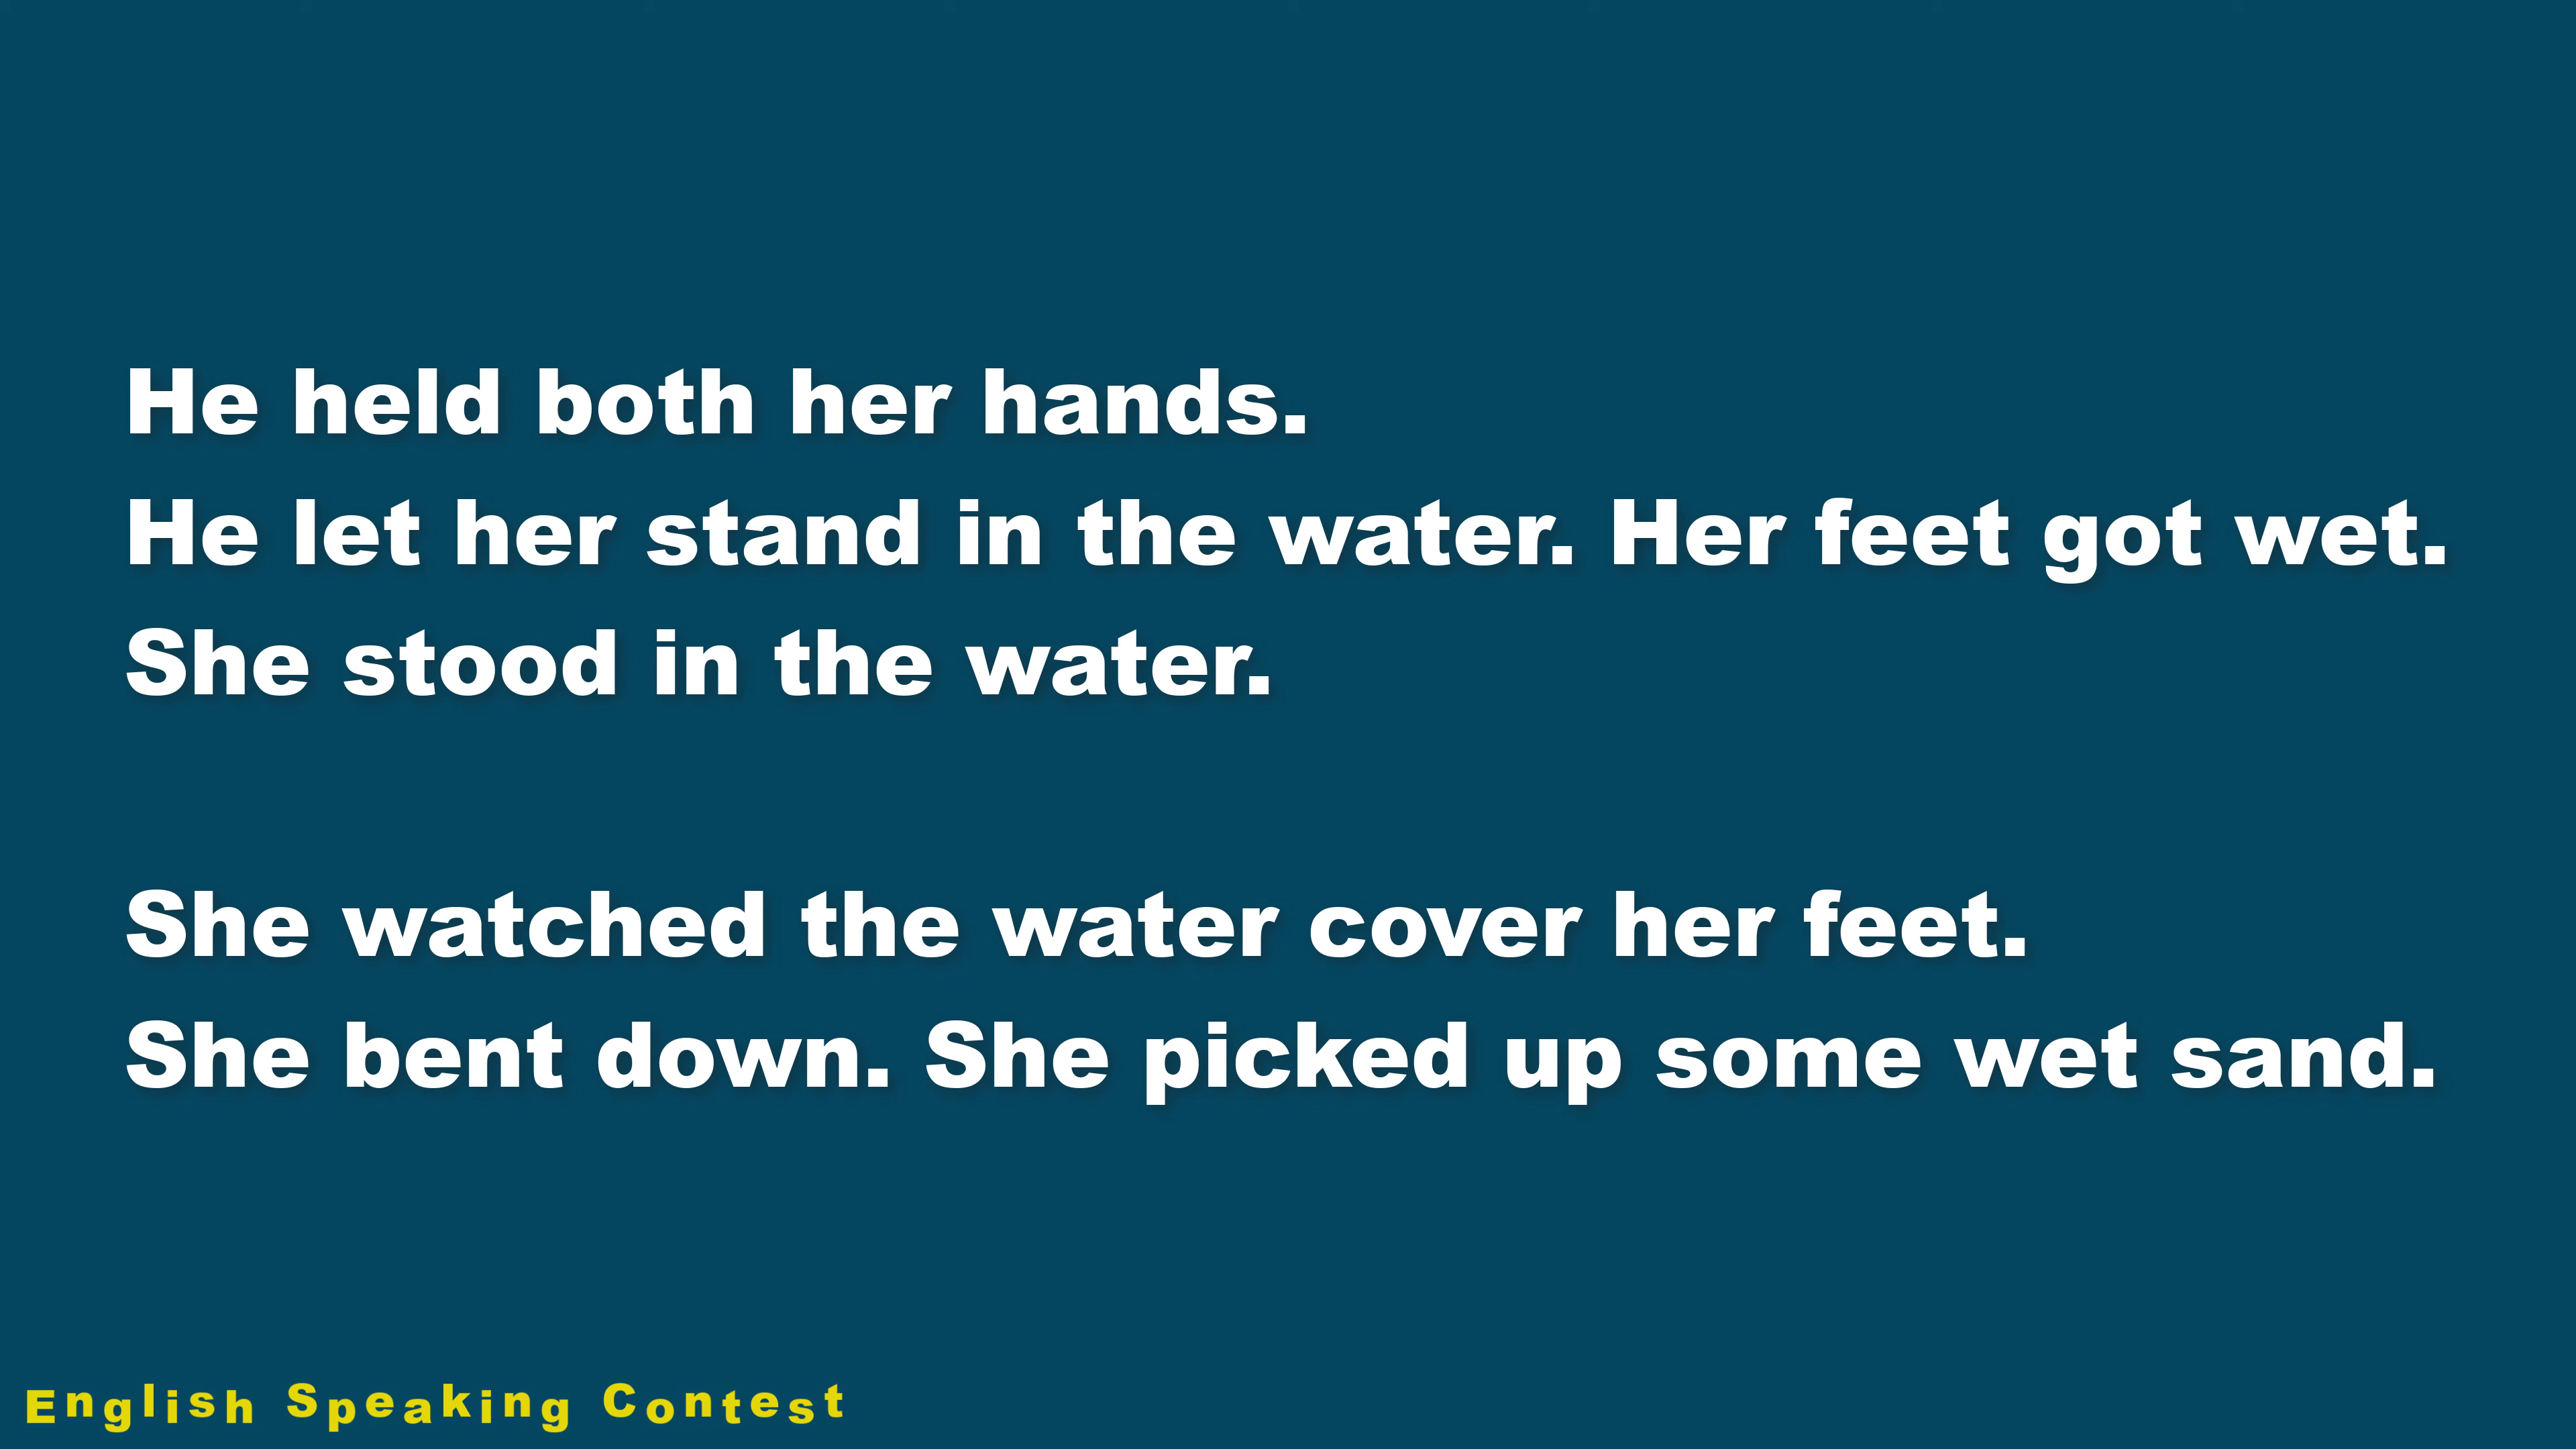 He held both her hands.
He let her stand in the water. Her feet got wet.
She stood in the water.
She watched the water cover her feet.
She bent down. She picked up some wet sand.
English Speaking Contest